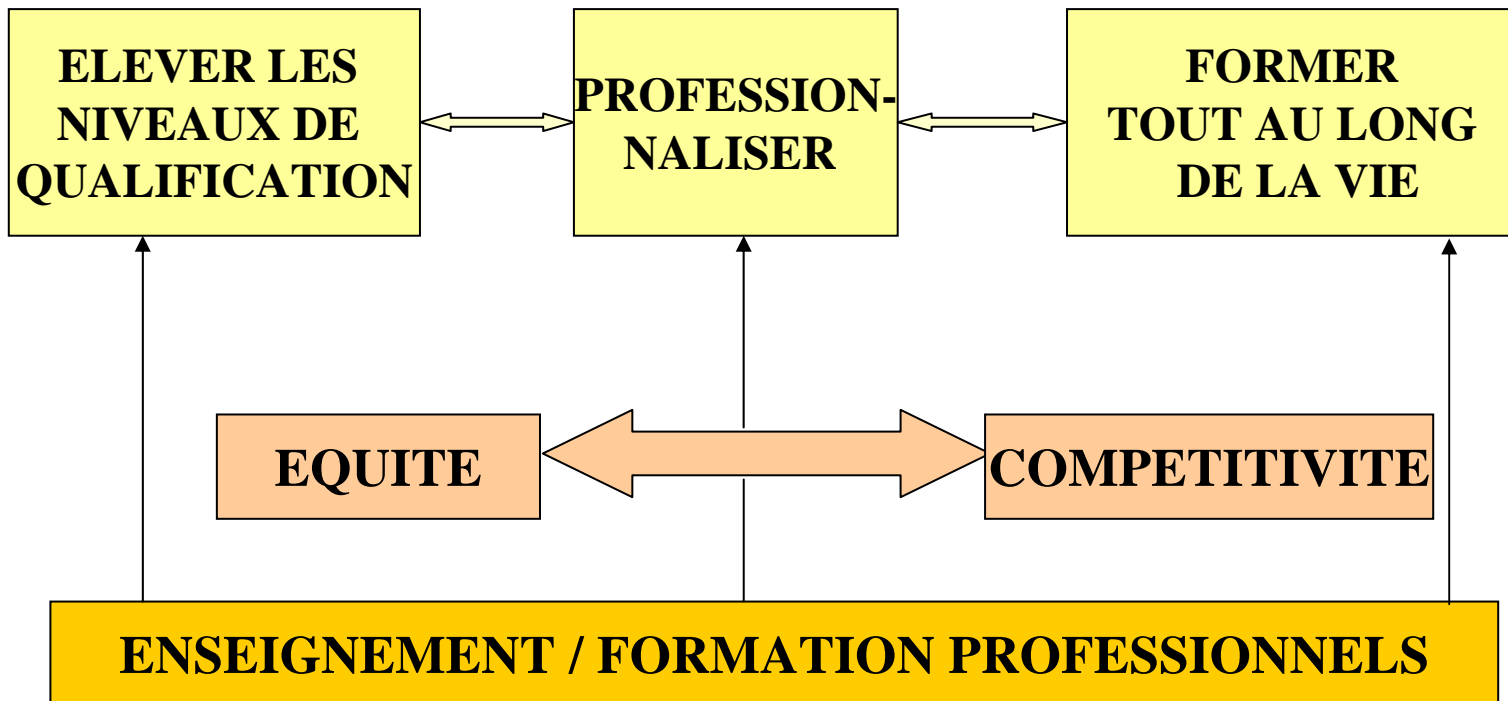 ELEVER LES
NIVEAUX DE
QUALIFICATION
PROFESSION-
NALISER
FORMER
TOUT AU LONG
DE LA VIE
EQUITE
COMPETITIVITE
ENSEIGNEMENT / FORMATION PROFESSIONNELS